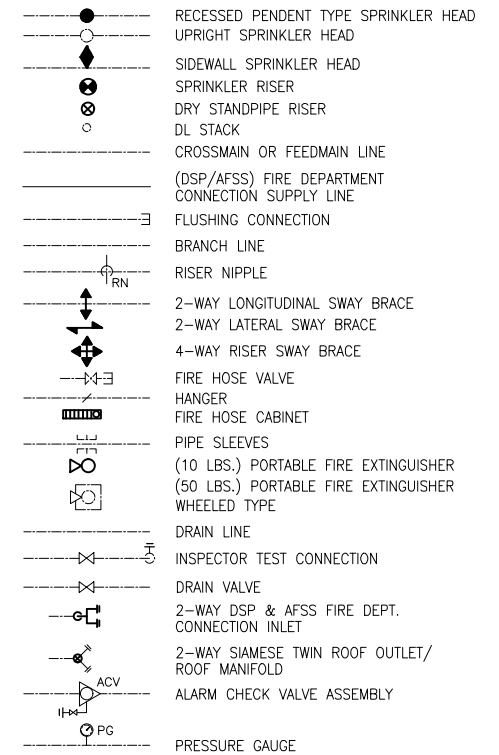 RECESSED PENDENT TYPE SPRINKLER HEAD
UPRIGHT SPRINKLER HEAD
SIDEWALL SPRINKLER HEAD
SPRINKLER RISER
DRY STANDPIPE RISER
DL STACK
CROSSMAIN OR FEEDMAIN LINE
(DSP/AFSS) FIRE DEPARTMENT
CONNECTION SUPPLY LINE
FLUSHING CONNECTION
BRANCH LINE
RN RISER NIPPLE
2-WAY LONGITUDINAL SWAY BRACE
2-WAY LATERAL SWAY BRACE
4-WAY RISER SWAY BRACE
FIRE HOSE VALVE
HANGER
FIRE HOSE CABINET
PIPE SLEEVES
(10 LBS.) PORTABLE FIRE EXTINGUISHER
(50 LBS.) PORTABLE FIRE EXTINGUISHER
WHEELED TYPE
DRAIN LINE
INSPECTOR TEST CONNECTION
DRAIN VALVE
2-WAY DSP & AFSS FIRE DEPT.
CONNECTION INLET
2-WAY SIAMESE TWIN ROOF OUTLET/
ROOF MANIFOLD
ACV ALARM CHECK VALVE ASSEMBLY
PG
PRESSURE GAUGE